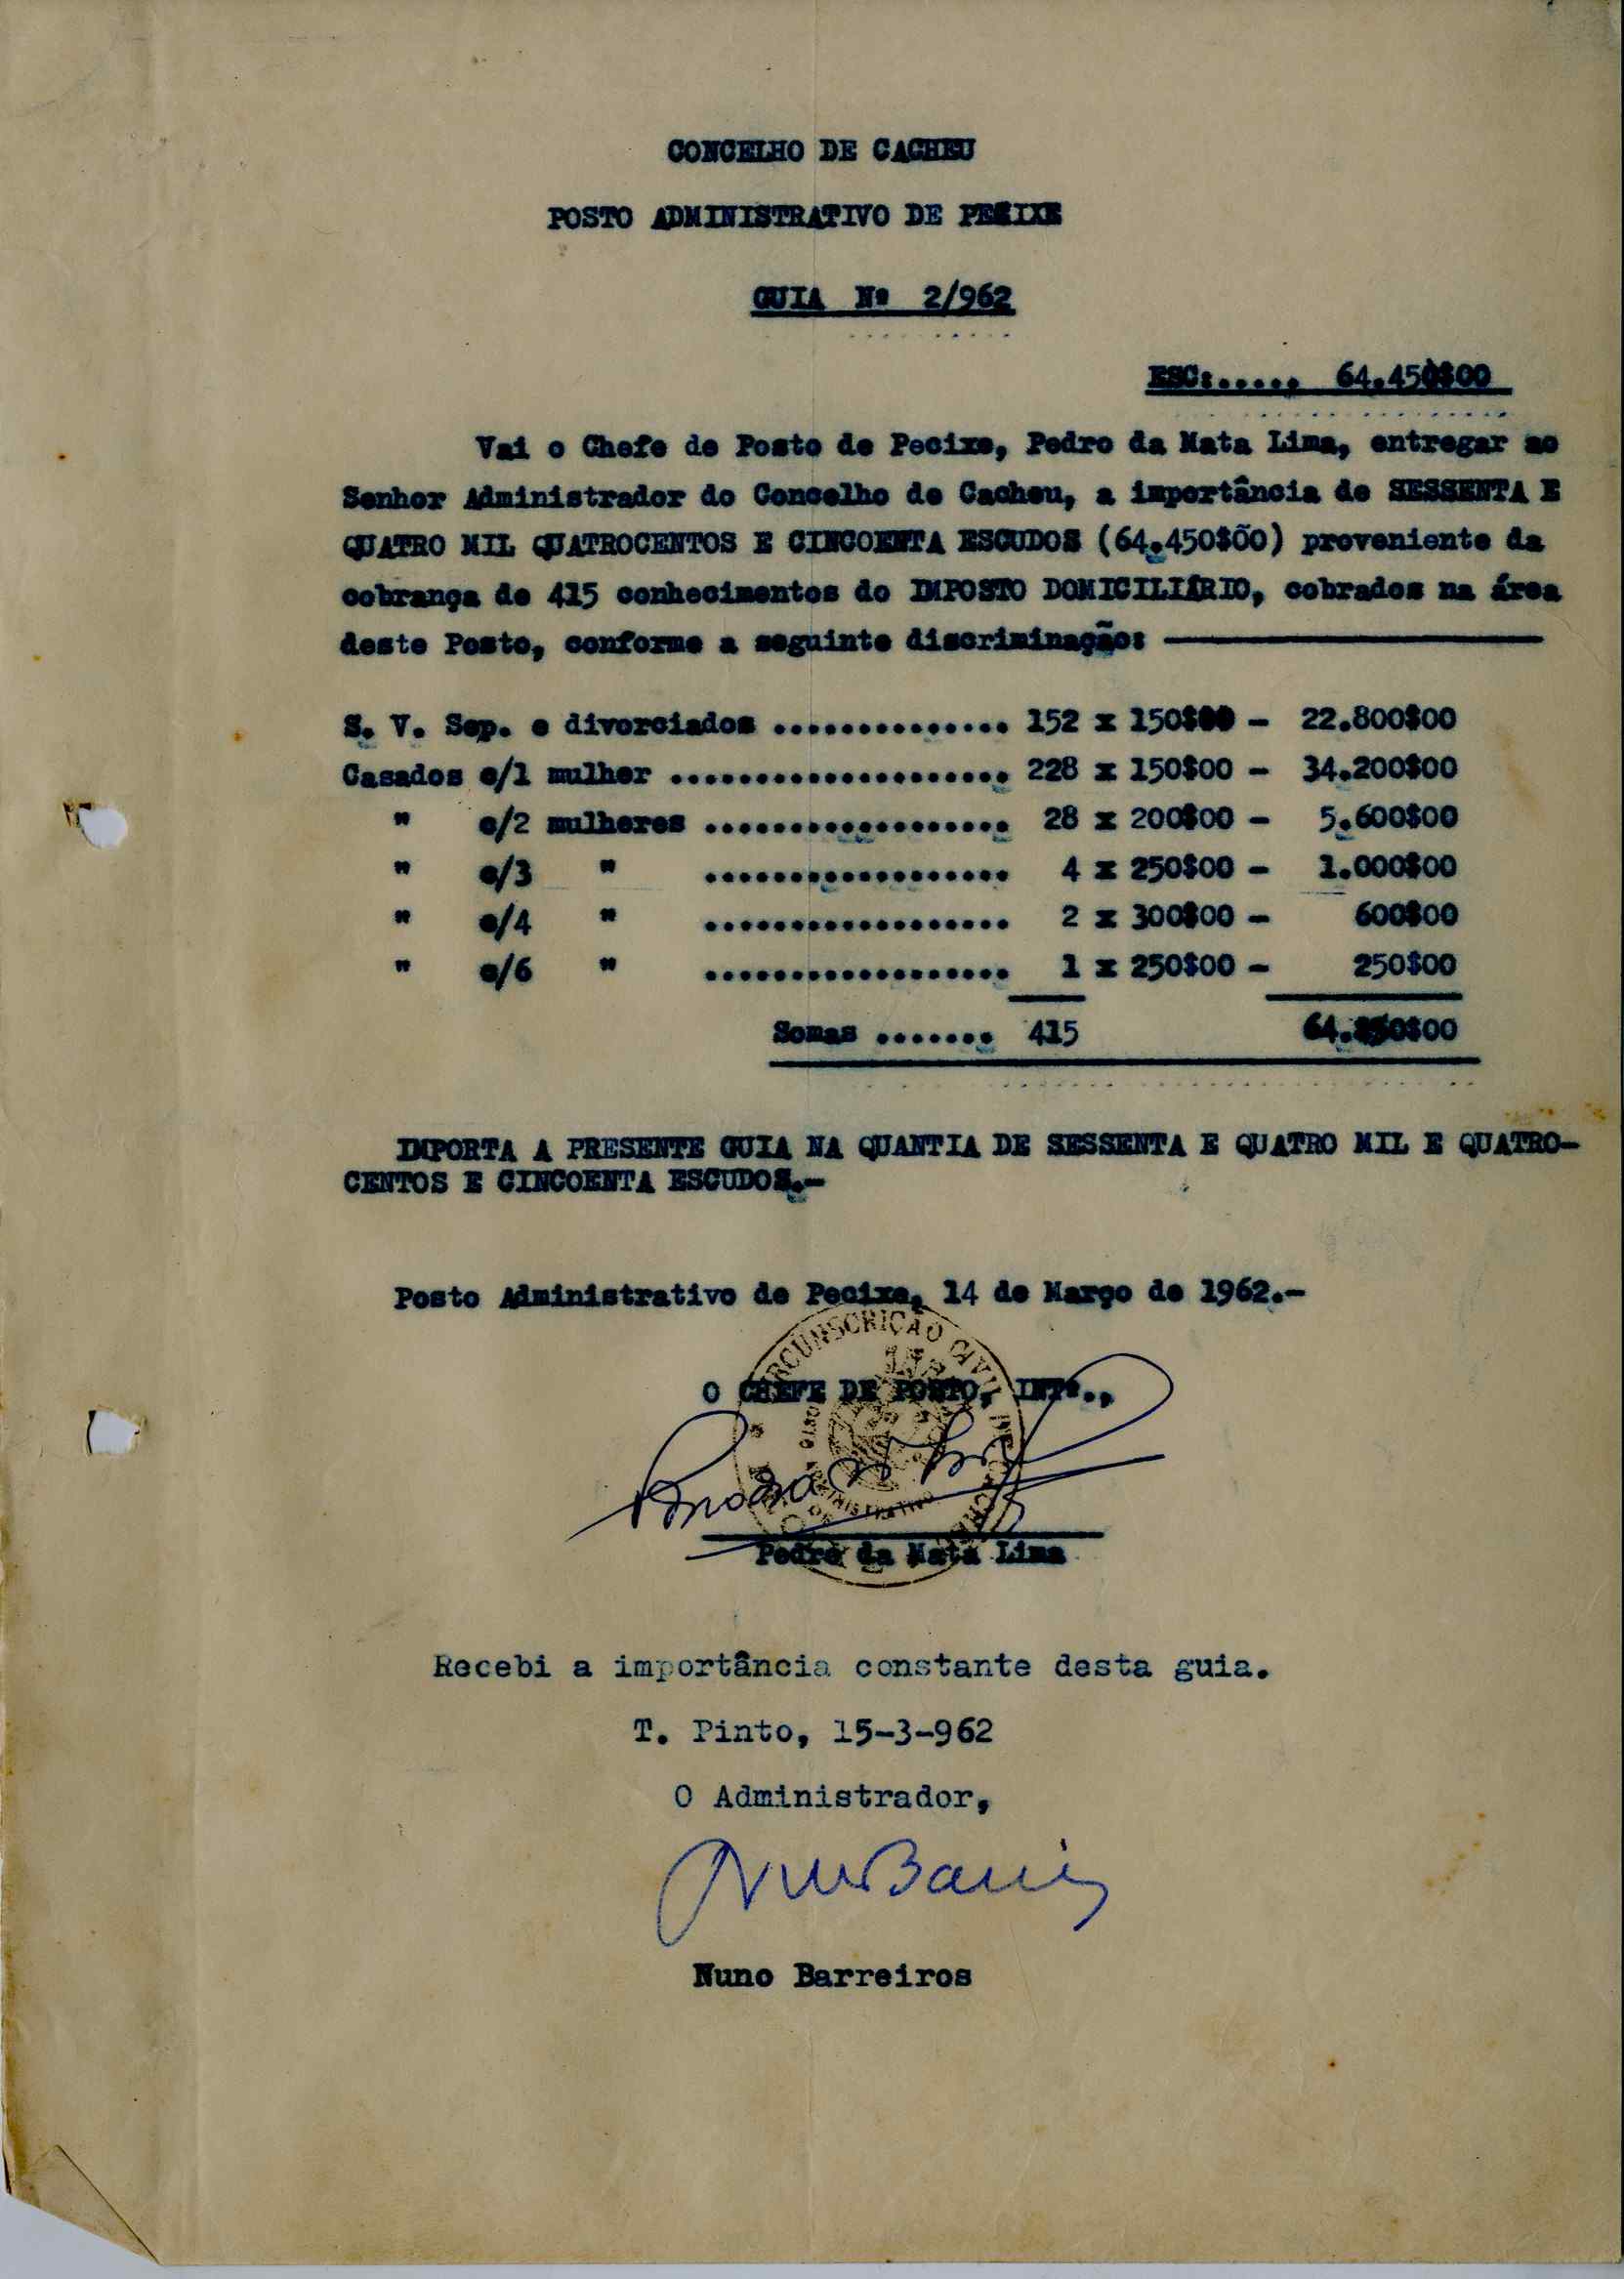 CONCELHO DE CACHEU
POSTO ADMINISTRATIVO DE PECIXE
GUIA Nº 2/962
ESC:..... 64.450$00
Vai o Chefe de Posto de Pecixe, Pedro da Mata Lima, entregar ao
Senhor Administrador do Concelho de Cacheu, a importância de SESSENTA E
QUATRO MIL QUATROCENTOS E CINCOENTA ESCUDOS (64.450$ÕO) proveniente da
cobrança de 415 conhecimentos do IMPOSTO DOMICILIÁRIO, cobrados na área
deste Posto, conforme a seguinte discriminação:
S. V. Sep. e divorciados .............. 152 x 150$00 - 22.800$00
Casados c/1 mulher .................... 228 x 150$00 - 34.200$00
" c/2 mulheres .................. 28 x 200$00 - 5.600$00
" c/3 " .................. 4 x 250$00 - 1.000$00
" c/4 " .................. 2 x 300$00 - 600$00
" c/6 " .................. 1 x 250$00 - 250$00
Somas ....... 415 64.450$00
IMPORTA A PRESENTE GUIA NA QUANTIA DE SESSENTA E QUATRO MIL E QUATRO-
CENTOS E CINCOENTA ESCUDOS.-
Posto Administrativo de Pecixe, 14 de Março de 1962.-
CIRCUNSCRIÇÃO CIVIL
O CHEFE DE POSTO, INTº.,
Pedro da Mata Lima
Recebi a importância constante desta guia.
T. Pinto, 15-3-962
O Administrador,
Nuno Barreiros